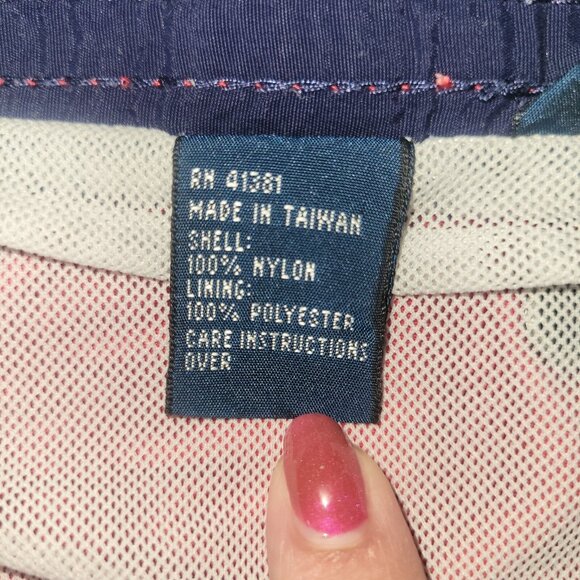 RN 41381
MADE IN TAIWAN
SHELL:
100% NYLON
LINING:
100% POLYESTER
CARE INSTRUCTIONS
OVER